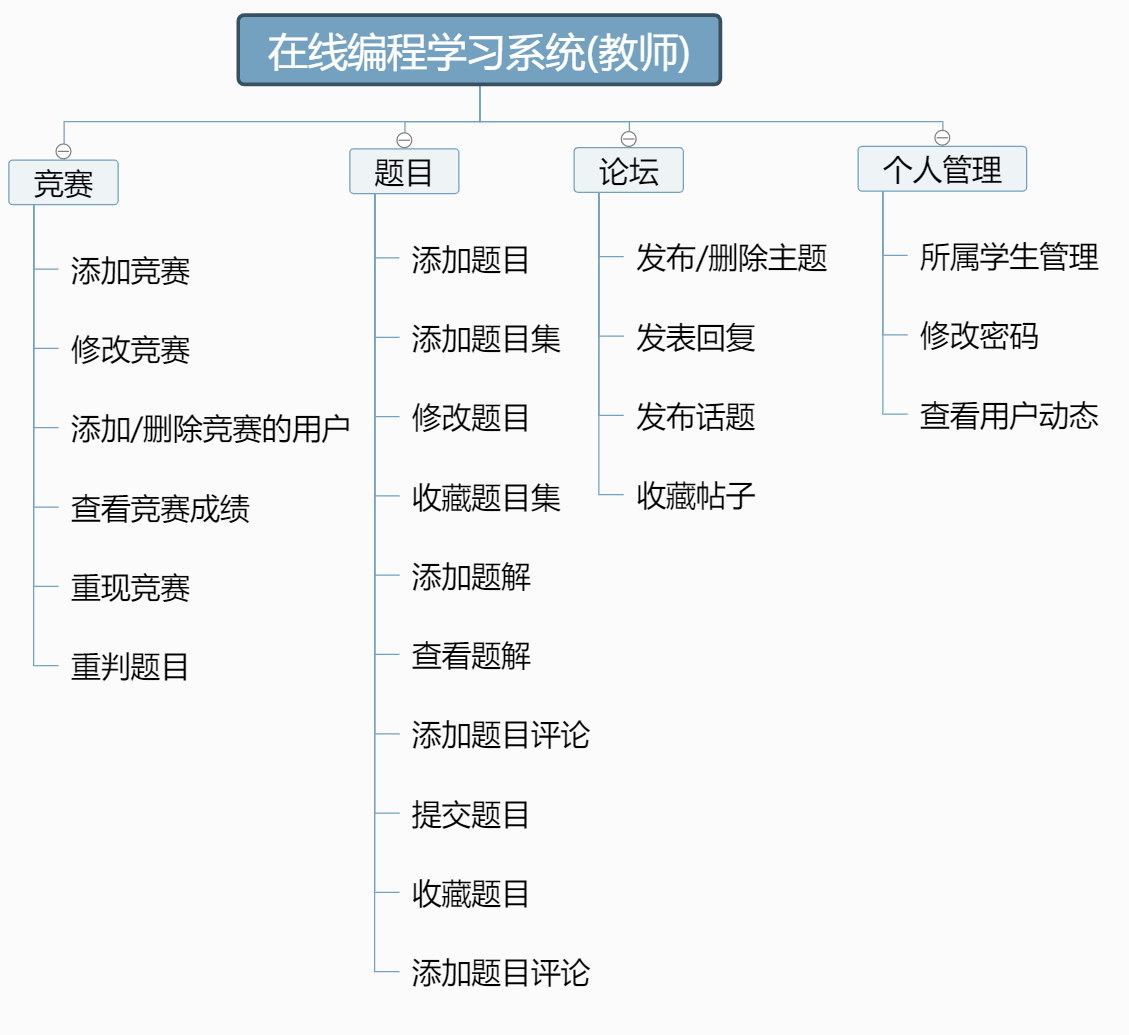 在线编程学习系统(教师)
竞赛
添加竞赛
修改竞赛
添加/删除竞赛的用户
查看竞赛成绩
重现竞赛
重判题目
题目
添加题目
添加题目集
修改题目
收藏题目集
添加题解
查看题解
添加题目评论
提交题目
收藏题目
添加题目评论
论坛
发布/删除主题
发表回复
发布话题
收藏帖子
个人管理
所属学生管理
修改密码
查看用户动态